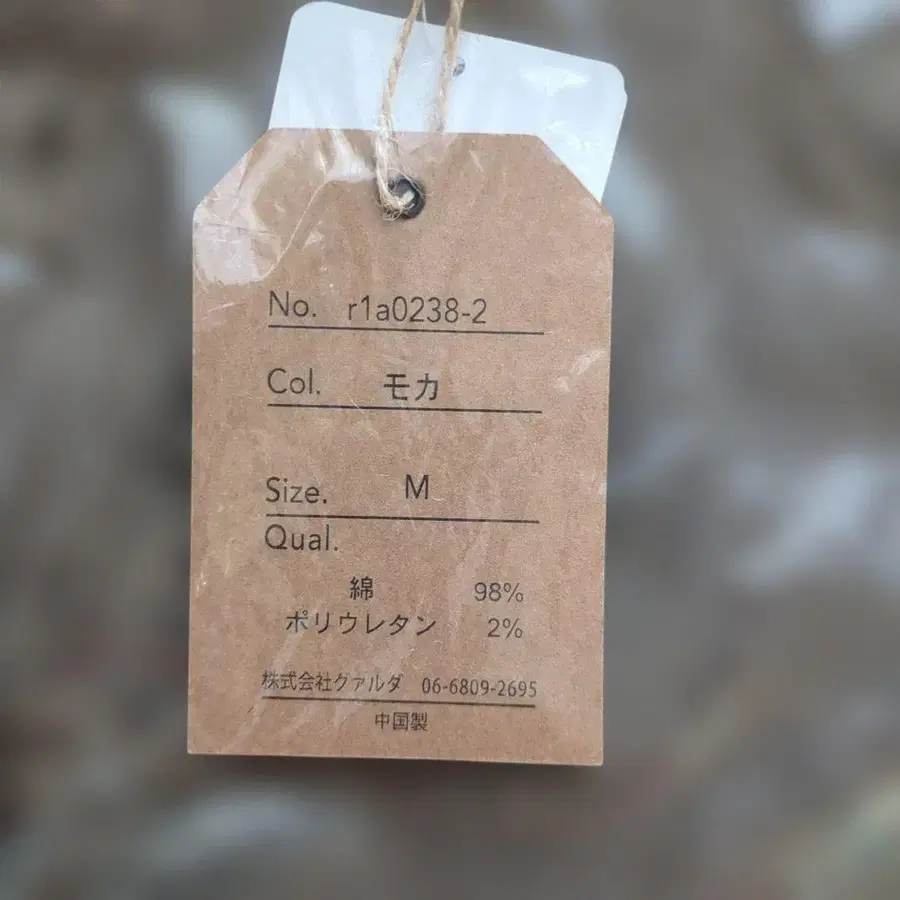 No. r1a0238-2
Col. モカ
Size. M
Qual.
綿 98%
ポリウレタン 2%
株式会社グァルダ 06-6809-2695
中国製